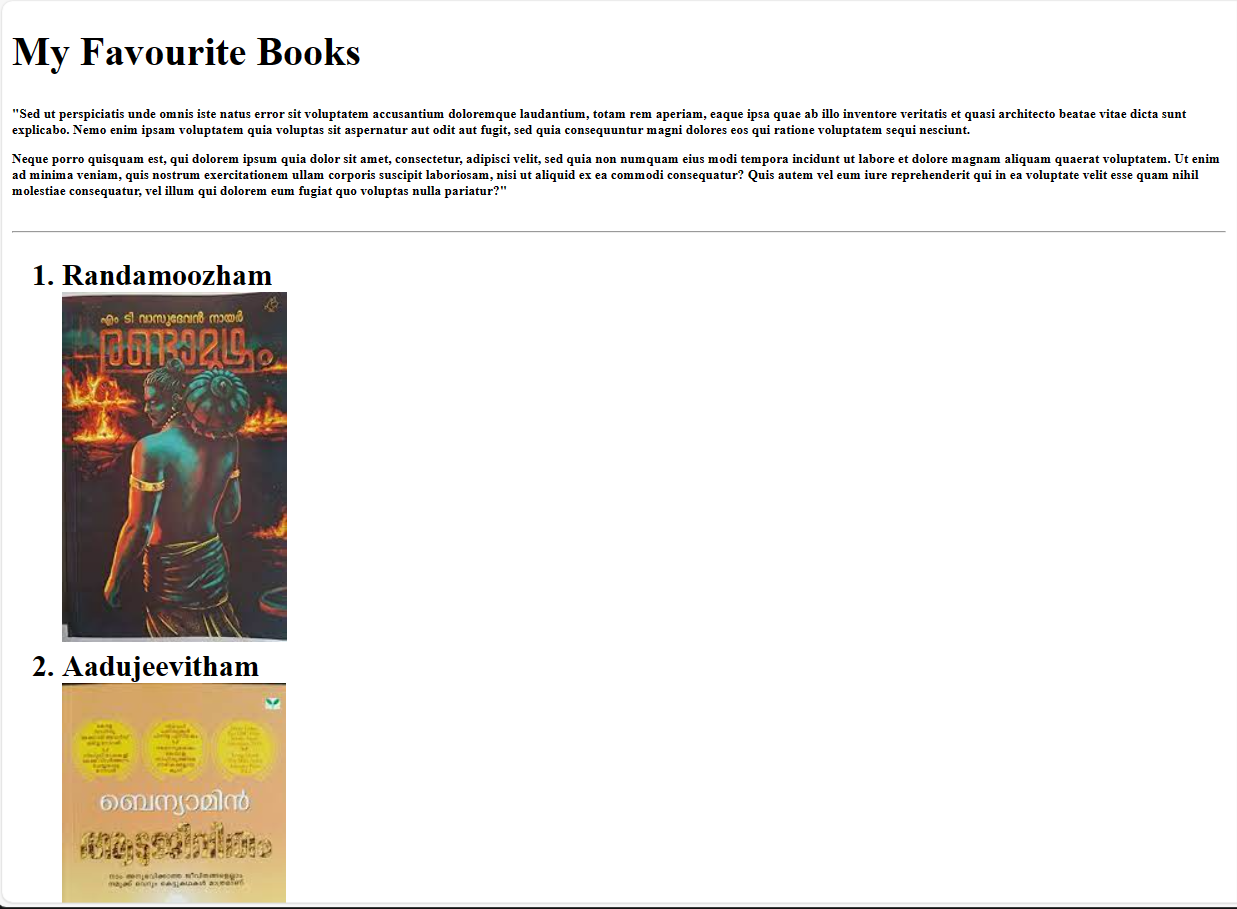 My Favourite Books
"Sed ut perspiciatis unde omnis iste natus error sit voluptatem accusantium doloremque laudantium, totam rem aperiam, eaque ipsa quae ab illo inventore veritatis et quasi architecto beatae vitae dicta sunt
explicabo. Nemo enim ipsam voluptatem quia voluptas sit aspernatur aut odit aut fugit, sed quia consequuntur magni dolores eos qui ratione voluptatem sequi nesciunt.
Neque porro quisquam est, qui dolorem ipsum quia dolor sit amet, consectetur, adipisci velit, sed quia non numquam eius modi tempora incidunt ut labore et dolore magnam aliquam quaerat voluptatem. Ut enim
ad minima veniam, quis nostrum exercitationem ullam corporis suscipit laboriosam, nisi ut aliquid ex ea commodi consequatur? Quis autem vel eum iure reprehenderit qui in ea voluptate velit esse quam nihil
molestiae consequatur, vel illum qui dolorem eum fugiat quo voluptas nulla pariatur?"
1. Randamoozham
എം ടി വാസുദേവൻ നായർ
രണ്ടാമൂഴം
2. Aadujeevitham
ബെന്യാമിൻ
ആടുജീവിതം
നാം അനുഭവിക്കാത്ത ജീവിതങ്ങളെല്ലാം
നമുക്ക് വെറും കെട്ടുകഥകൾ മാത്രമാണ്